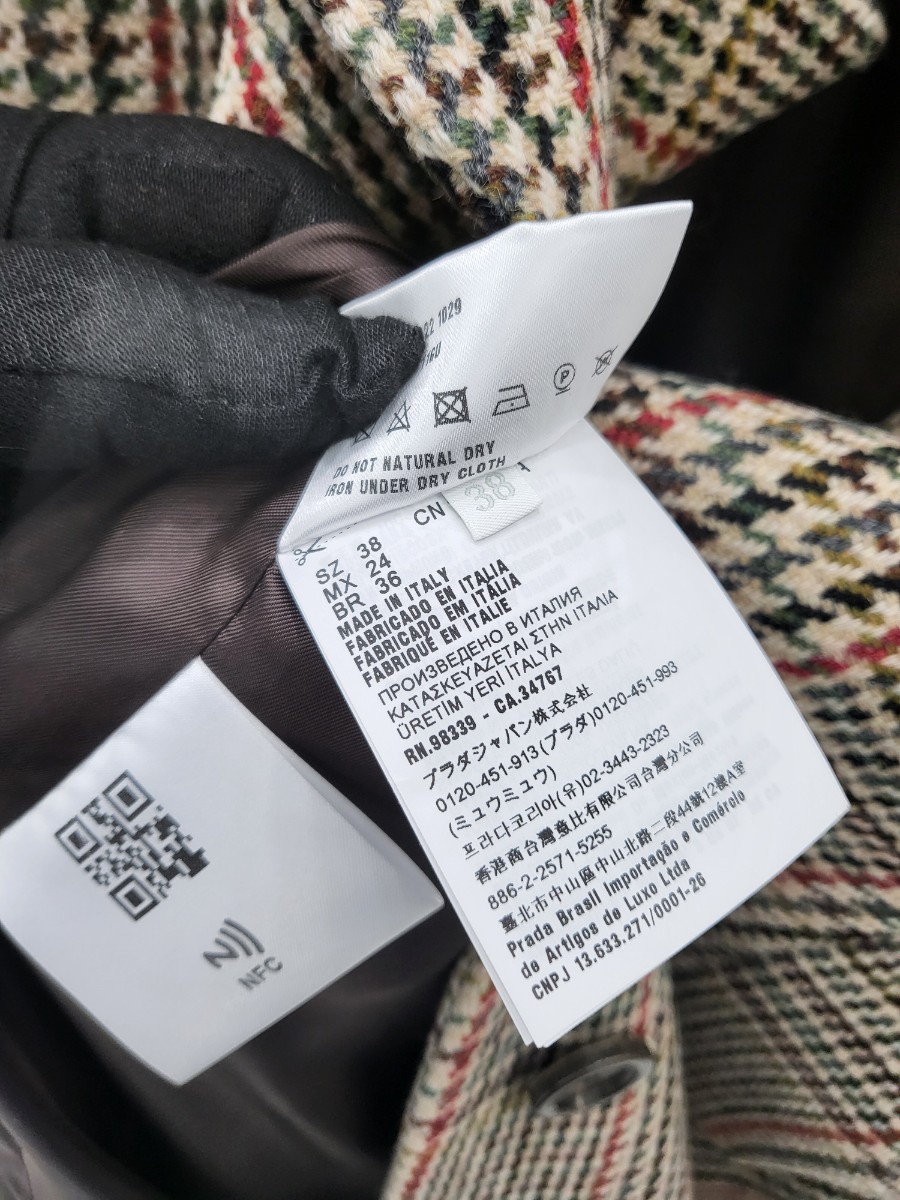 22 1029
P
DO NOT NATURAL DRY
IRON UNDER DRY CLOTH
38
CN
SZ 38
MX 24
BR 36
MADE IN ITALY
FABRICADO EN ITALIA
FABRICADO EM ITÁLIA
FABRIQUÉ EN ITALIE
ПРОИЗВЕДЕНО В ИТАЛИЯ
ΚΑΤΑΣΚΕΥΑΖΕΤΑΙ ΣΤΗΝ ΙΤΑΛΙΑ
ÜRETİM YERİ İTALYA
RN.98339 - CA.34767
プラダジャパン株式会社
0120-451-913(プラダ)0120-451-993
(ミュウミュウ)
프라다코리아(유)02-3443-2323
香港商台灣意比有限公司台灣分公司
886-2-2571-5255
臺北市中山區中山北路二段44號12樓A室
Prada Brasil Importação e Comérolo
de Artigos de Luxo Ltda
CNPJ 13.633.271/0001-26
NFC